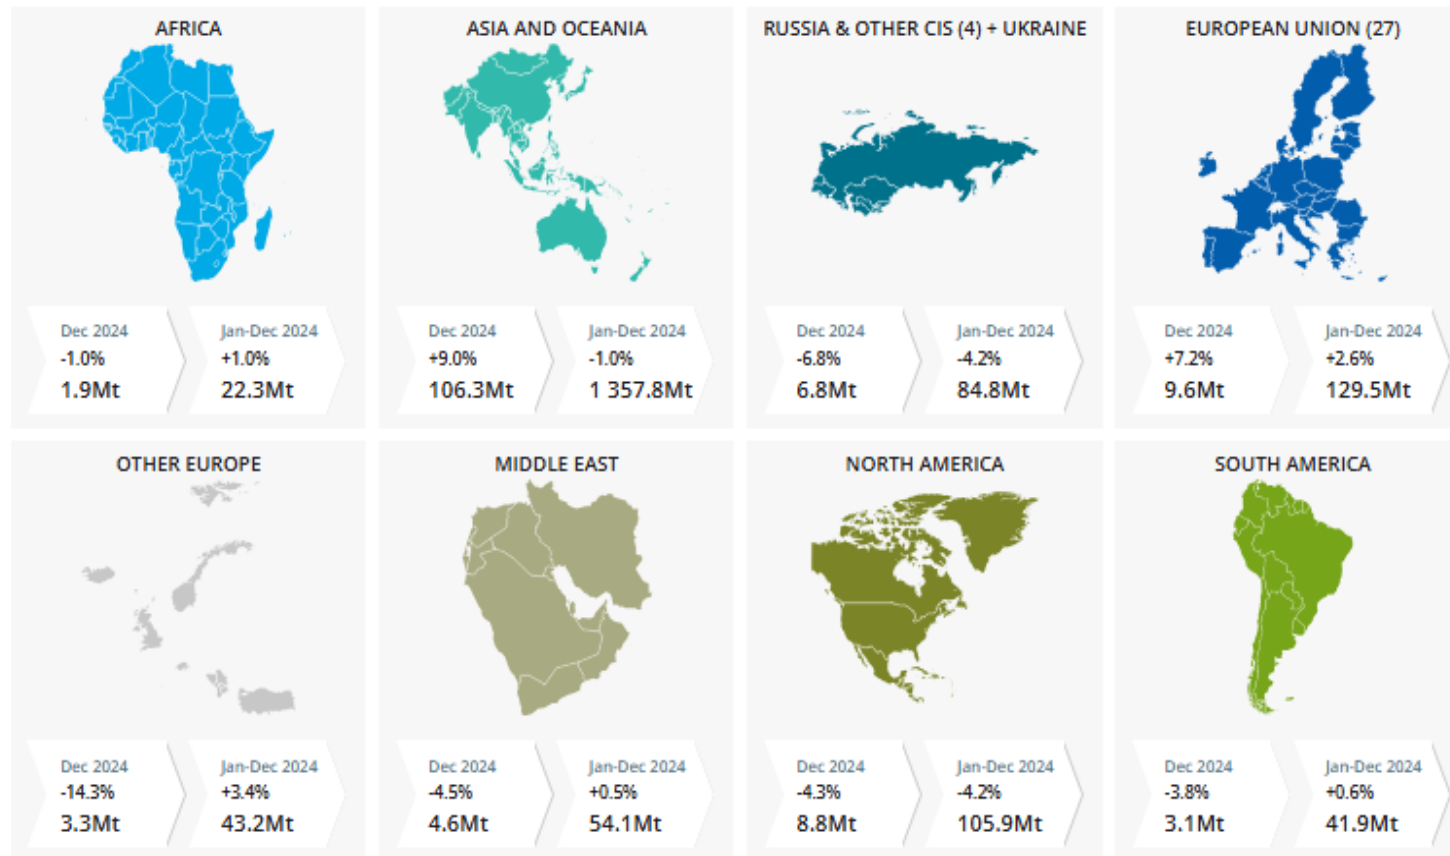 AFRICA
Dec 2024
-1.0%
1.9Mt
Jan-Dec 2024
+1.0%
22.3Mt
ASIA AND OCEANIA
Dec 2024
+9.0%
106.3Mt
Jan-Dec 2024
-1.0%
1 357.8Mt
RUSSIA & OTHER CIS (4) + UKRAINE
Dec 2024
-6.8%
6.8Mt
Jan-Dec 2024
-4.2%
84.8Mt
EUROPEAN UNION (27)
Dec 2024
+7.2%
9.6Mt
Jan-Dec 2024
+2.6%
129.5Mt
OTHER EUROPE
Dec 2024
-14.3%
3.3Mt
Jan-Dec 2024
+3.4%
43.2Mt
MIDDLE EAST
Dec 2024
-4.5%
4.6Mt
Jan-Dec 2024
+0.5%
54.1Mt
NORTH AMERICA
Dec 2024
-4.3%
8.8Mt
Jan-Dec 2024
-4.2%
105.9Mt
SOUTH AMERICA
Dec 2024
-3.8%
3.1Mt
Jan-Dec 2024
+0.6%
41.9Mt